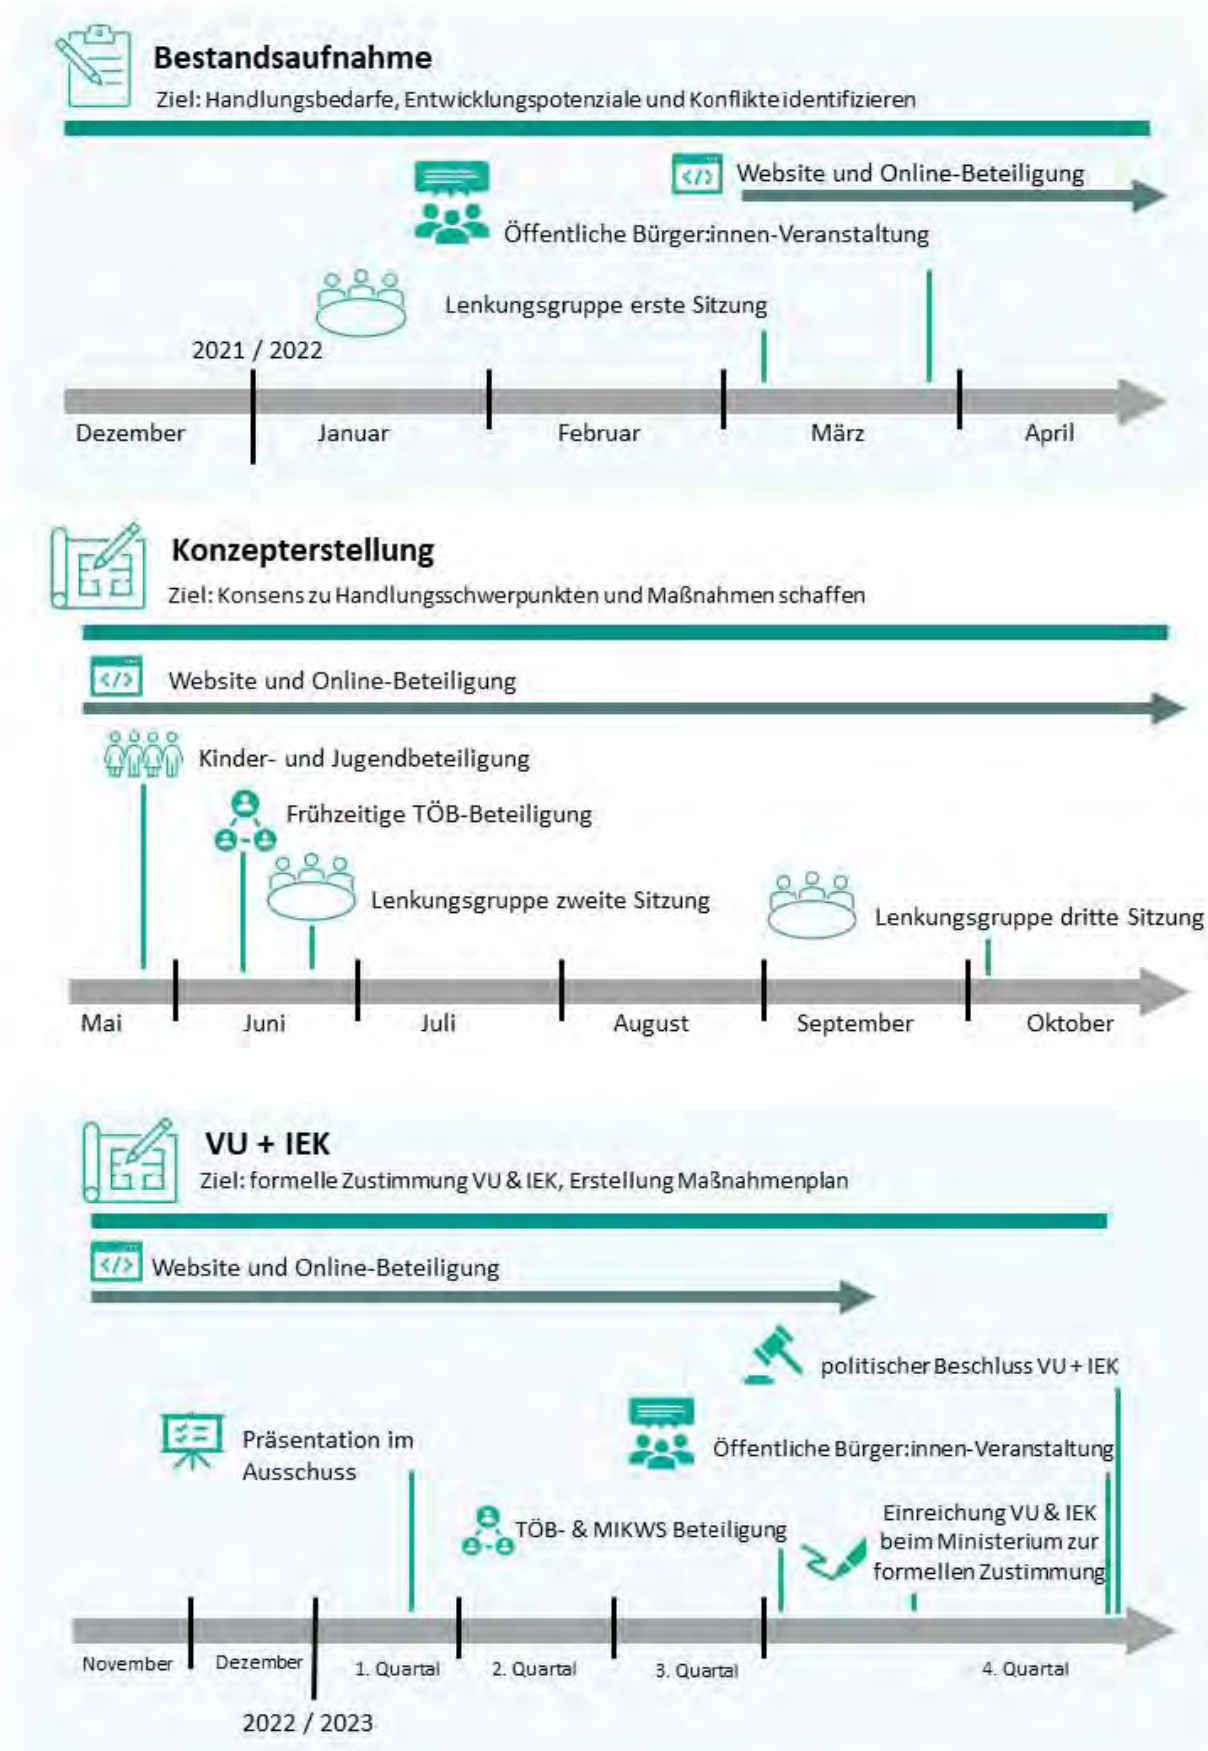 Bestandsaufnahme
Ziel: Handlungsbedarfe, Entwicklungspotenziale und Konflikte identifizieren
</> Website und Online-Beteiligung
Öffentliche Bürger:innen-Veranstaltung
Lenkungsgruppe erste Sitzung
2021 / 2022
Dezember Januar Februar März April
Konzepterstellung
Ziel: Konsens zu Handlungsschwerpunkten und Maßnahmen schaffen
</> Website und Online-Beteiligung
Kinder- und Jugendbeteiligung
Frühzeitige TÖB-Beteiligung
Lenkungsgruppe zweite Sitzung
Lenkungsgruppe dritte Sitzung
Mai Juni Juli August September Oktober
VU + IEK
Ziel: formelle Zustimmung VU & IEK, Erstellung Maßnahmenplan
</> Website und Online-Beteiligung
politischer Beschluss VU + IEK
Präsentation im
Ausschuss
Öffentliche Bürger:innen-Veranstaltung
TÖB- & MIKWS Beteiligung
Einreichung VU & IEK
beim Ministerium zur
formellen Zustimmung
November Dezember 1. Quartal 2. Quartal 3. Quartal 4. Quartal
2022 / 2023